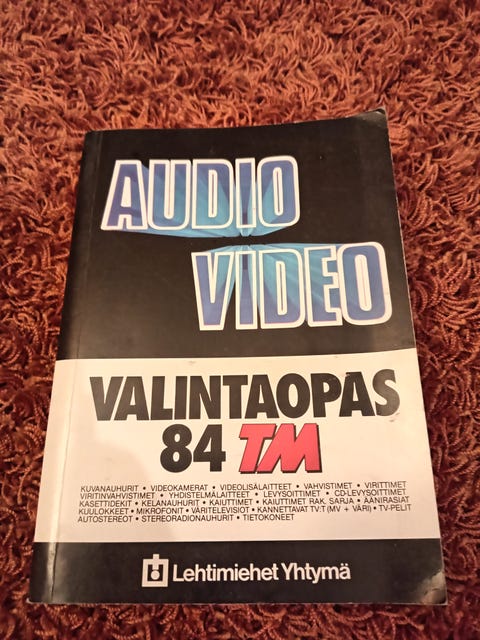 AUDIO
VIDEO
VALINTAOPAS
84 TM
KUVANAUHURIT • VIDEOKAMERAT • VIDEOLISÄLAITTEET • VAHVISTIMET • VIRITTIMET
VIRITINVAHVISTIMET • YHDISTELMÄLAITTEET • LEVYSOITTIMET • CD-LEVYSOITTIMET
KASETTIDEKIT • KELANAUHURIT • KAIUTTIMET • KAIUTTIMET RAK. SARJA • ÄÄNIRASIAT
KUULOKKEET • MIKROFONIT • VÄRITELEVISIOT • KANNETTAVAT TV:T (MV + VÄRI) • TV-PELIT
AUTOSTEREOT • STEREORADIONAUHURIT • TIETOKONEET
Lehtimiehet Yhtymä